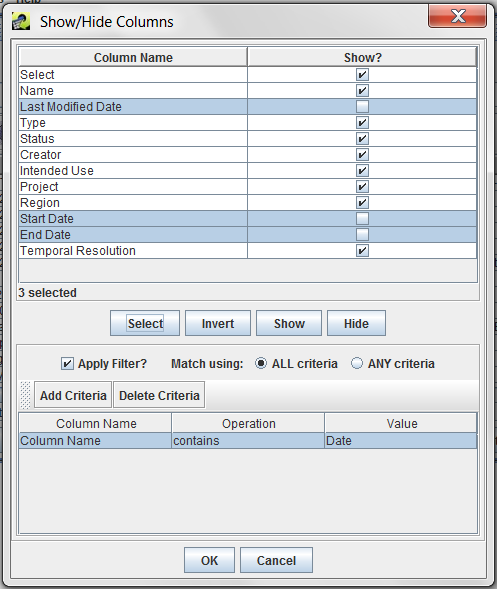 Show/Hide Columns
Column Name Show?
Select
Name
Last Modified Date
Type
Status
Creator
Intended Use
Project
Region
Start Date
End Date
Temporal Resolution
3 selected
Select Invert Show Hide
Apply Filter? Match using: ALL criteria ANY criteria
Add Criteria Delete Criteria
Column Name Operation Value
Column Name contains Date
OK Cancel